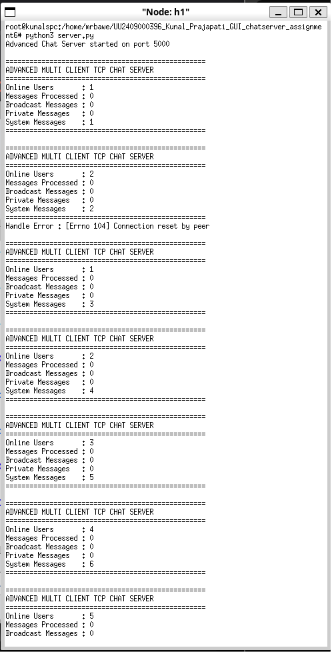 "Node: h1"
root@kunalspc:/home/mrbawe/UU2409000396_Kunal_Prajapati_GUI_chatserver_assignme
nt6# python3 server.py
Advanced Chat Server started on port 5000
==================================================
ADVANCED MULTI CLIENT TCP CHAT SERVER
==================================================
Online Users : 1
Messages Processed : 0
Broadcast Messages : 0
Private Messages : 0
System Messages : 1
==================================================
==================================================
ADVANCED MULTI CLIENT TCP CHAT SERVER
==================================================
Online Users : 2
Messages Processed : 0
Broadcast Messages : 0
Private Messages : 0
System Messages : 2
==================================================
Handle Error : [Errno 104] Connection reset by peer
==================================================
ADVANCED MULTI CLIENT TCP CHAT SERVER
==================================================
Online Users : 1
Messages Processed : 0
Broadcast Messages : 0
Private Messages : 0
System Messages : 3
==================================================
==================================================
ADVANCED MULTI CLIENT TCP CHAT SERVER
==================================================
Online Users : 2
Messages Processed : 0
Broadcast Messages : 0
Private Messages : 0
System Messages : 4
==================================================
==================================================
ADVANCED MULTI CLIENT TCP CHAT SERVER
==================================================
Online Users : 3
Messages Processed : 0
Broadcast Messages : 0
Private Messages : 0
System Messages : 5
==================================================
==================================================
ADVANCED MULTI CLIENT TCP CHAT SERVER
==================================================
Online Users : 4
Messages Processed : 0
Broadcast Messages : 0
Private Messages : 0
System Messages : 6
==================================================
==================================================
ADVANCED MULTI CLIENT TCP CHAT SERVER
==================================================
Online Users : 5
Messages Processed : 0
Broadcast Messages : 0